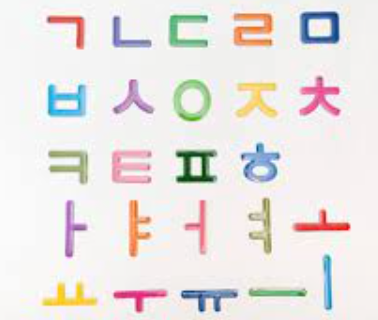 ㄱ ㄴ ㄷ ㄹ ㅁ
ㅂ ㅅ ㅇ ㅈ ㅊ
ㅋ ㅌ ㅍ ㅎ
ㅏ ㅑ ㅓ ㅕ ㅗ
ㅛ ㅜ ㅠ ㅡ ㅣ